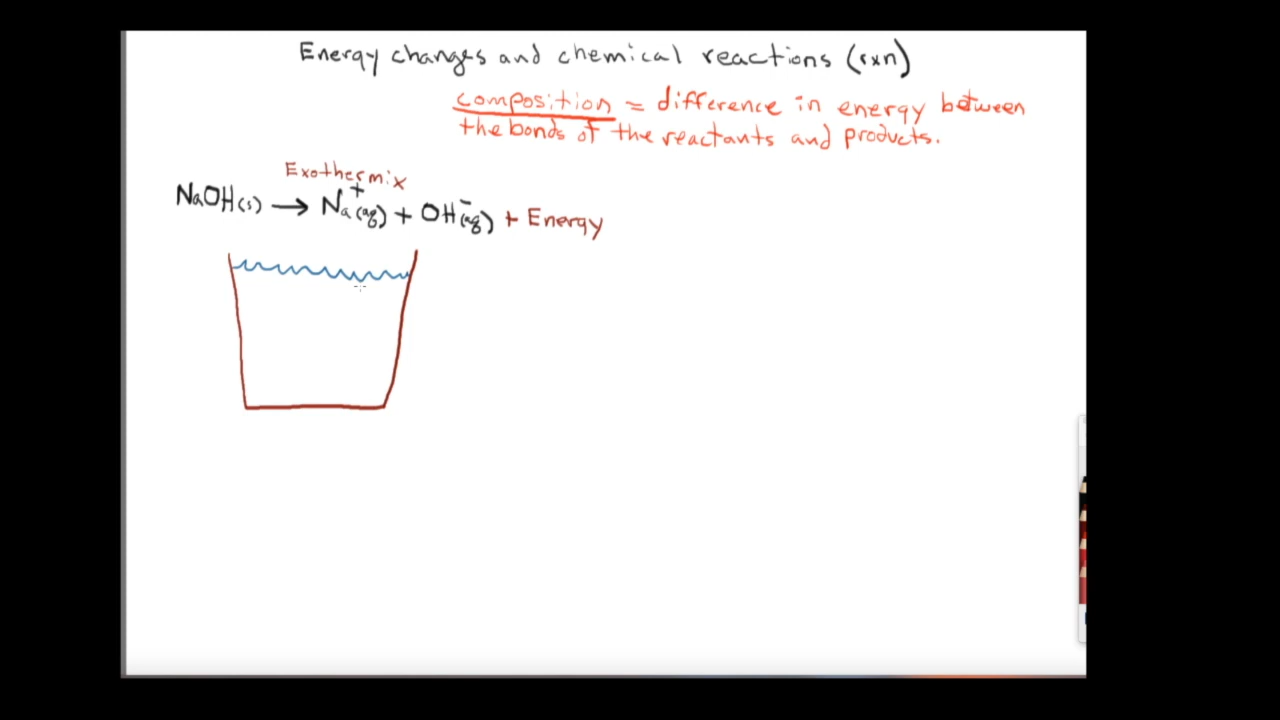 Energy changes and chemical reactions (rxn)
composition = difference in energy between
the bonds of the reactants and products.
Exothermix
NaOH(s) → Na⁺(aq) + OH⁻(aq) + Energy